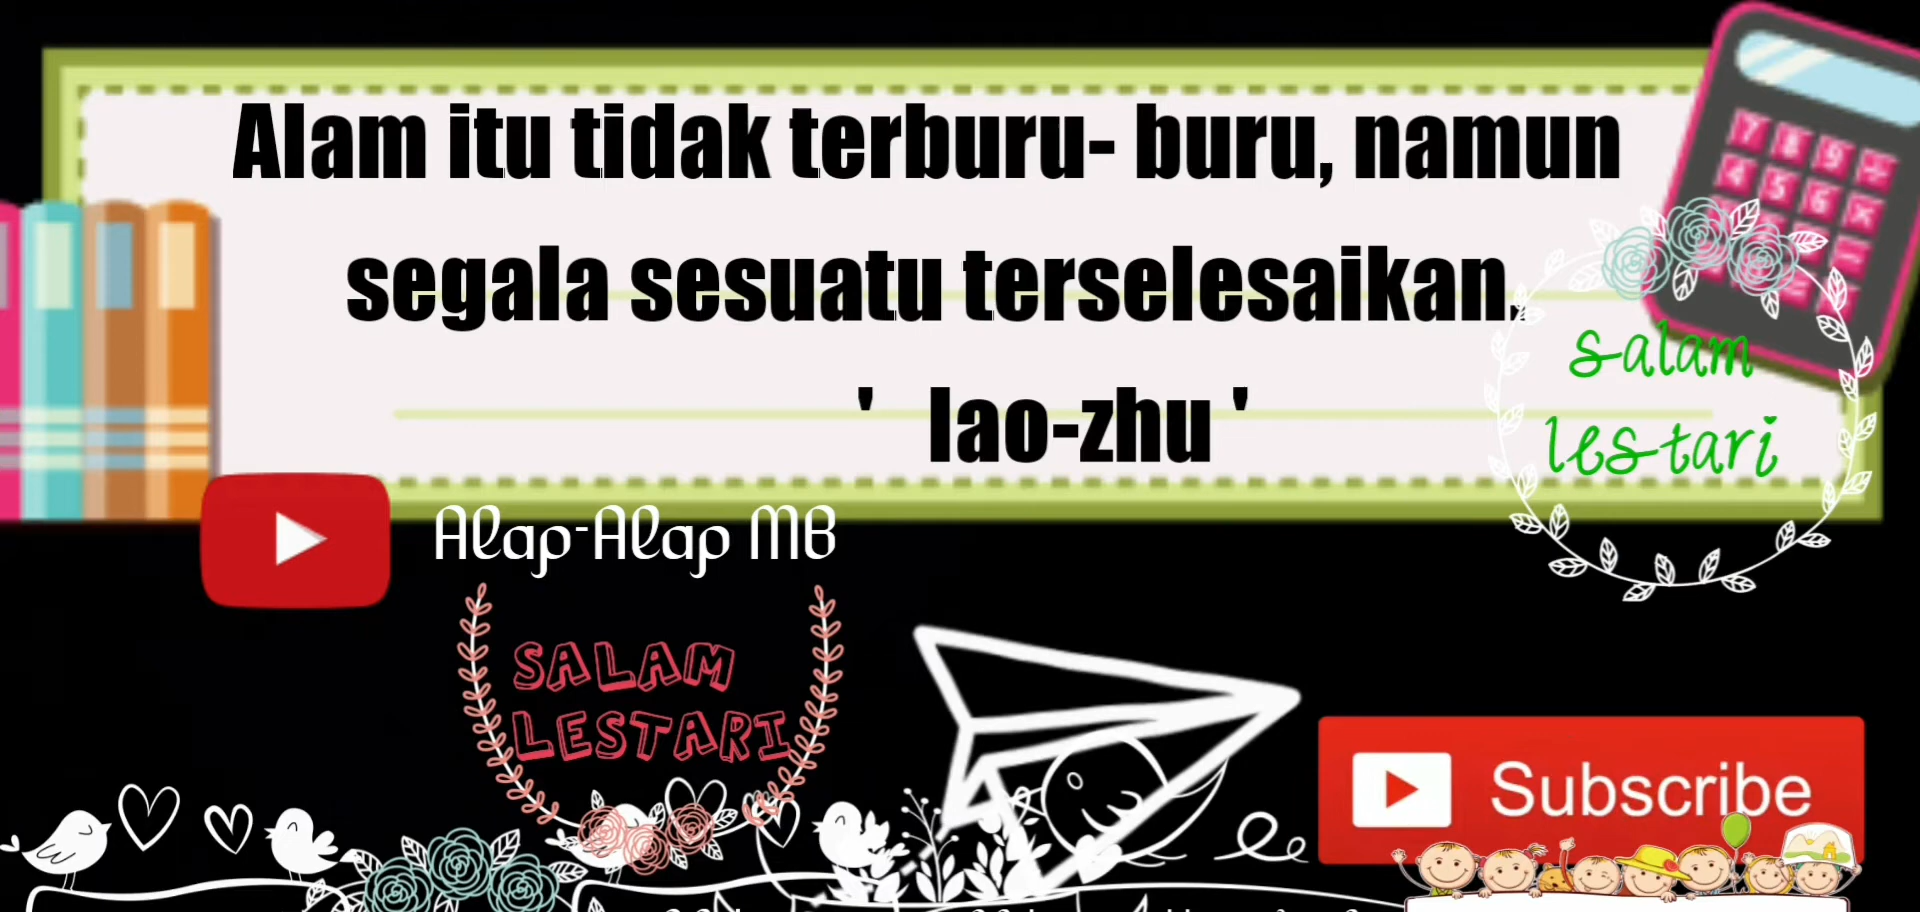 Alam itu tidak terburu- buru, namun
segala sesuatu terselesaikan.
' lao-zhu '
salam
lestari
Alap-Alap MB
SALAM
LESTARI
Subscribe